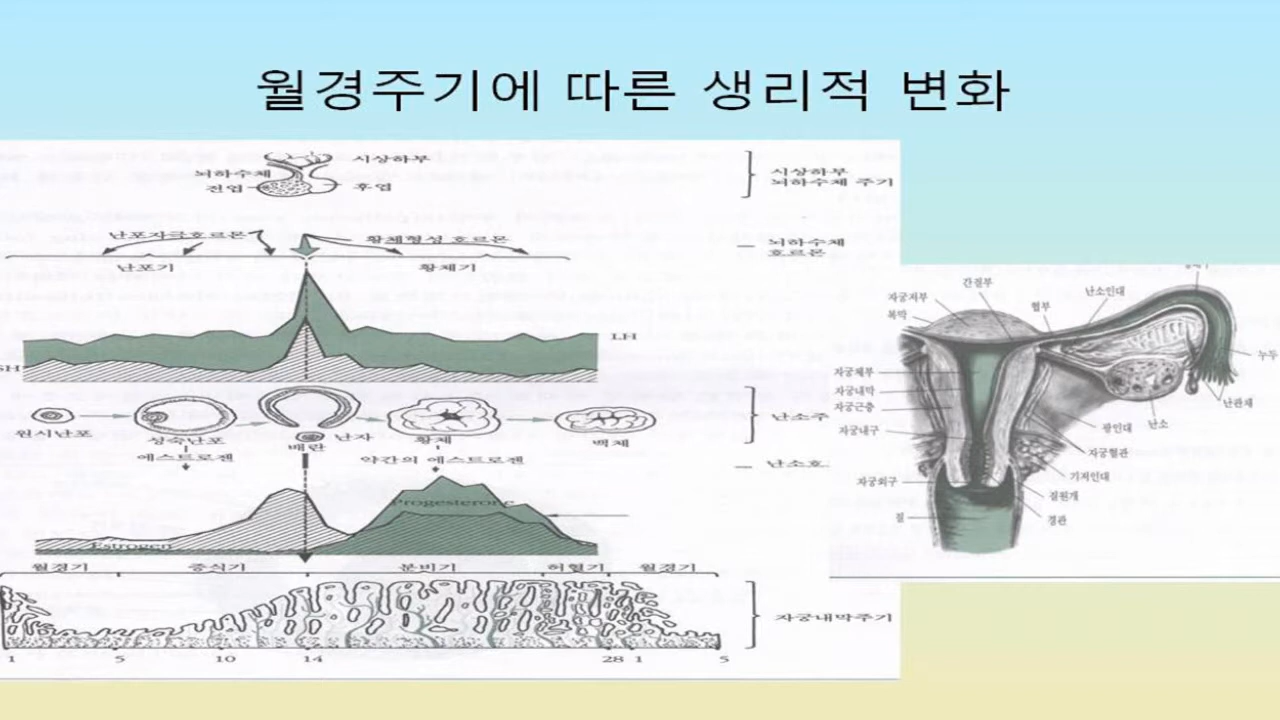 월경주기에 따른 생리적 변화
시상하부
뇌하수체
전엽
후엽
시상하부
뇌하수체 주기
난포자극호르몬
황체형성 호르몬
뇌하수체
호르몬
난포기
황체기
LH
SH
원시난포
성숙난포
배란
난자
황체
백체
난소주
에스트로젠
약간의 에스트로젠
난소호
Progesterone
Estrogen
월경기
증식기
분비기
허혈기
월경기
자궁내막주기
1 5 10 14 28 1 5
간질부
자궁저부
복막
협부
난소인대
누두
난관채
자궁체부
자궁내막
자궁근층
자궁내구
광인대
난소
자궁혈관
기저인대
자궁외구
질원개
질
경관